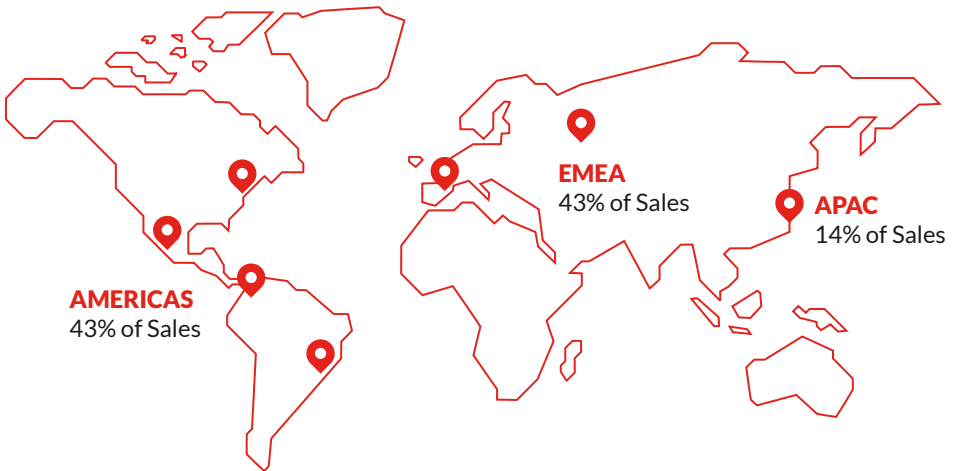 EMEA
43% of Sales
APAC
14% of Sales
AMERICAS
43% of Sales